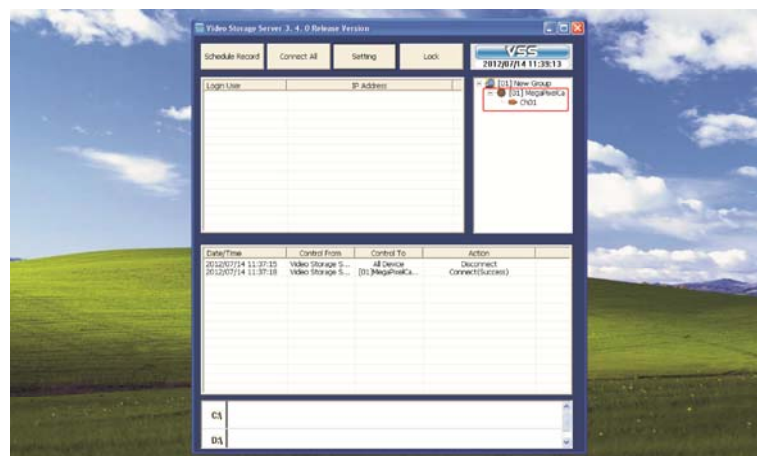 Video Storage Server 3. 4. 0 Release Version
Schedule Record
Connect All
Setting
Lock
VSS
2012/07/14 11:39:13
Login User
IP Address
[01] New Group
[01] MegaPixelCa
Ch01
Date/Time
Control From
Control To
Action
2012/07/14 11:37:15 Video Storage S... All Device Disconnect
2012/07/14 11:37:18 Video Storage S... [01]MegaPixelCa... Connect(Success)
C:\
D:\